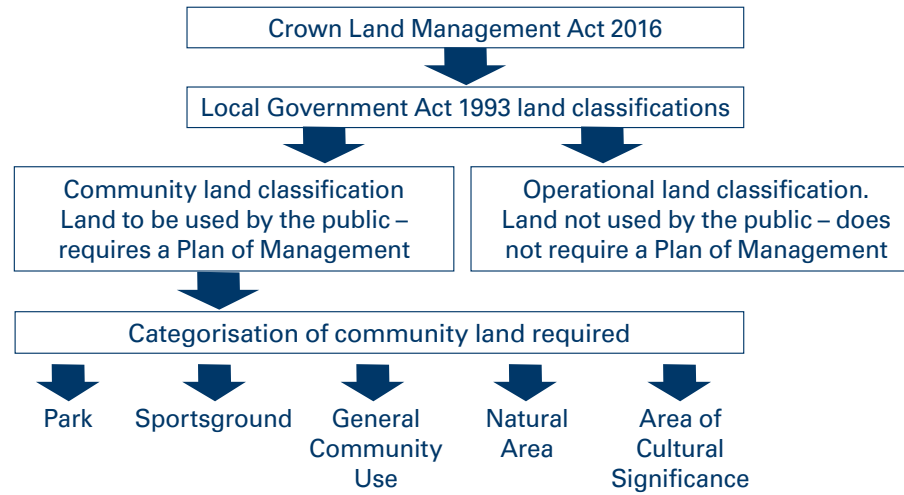 Crown Land Management Act 2016
Local Government Act 1993 land classifications
Community land classification
Land to be used by the public – 
requires a Plan of Management
Operational land classification.
Land not used by the public – does
not require a Plan of Management
Categorisation of community land required
Park
Sportsground
General
Community
Use
Natural
Area
Area of
Cultural
Significance